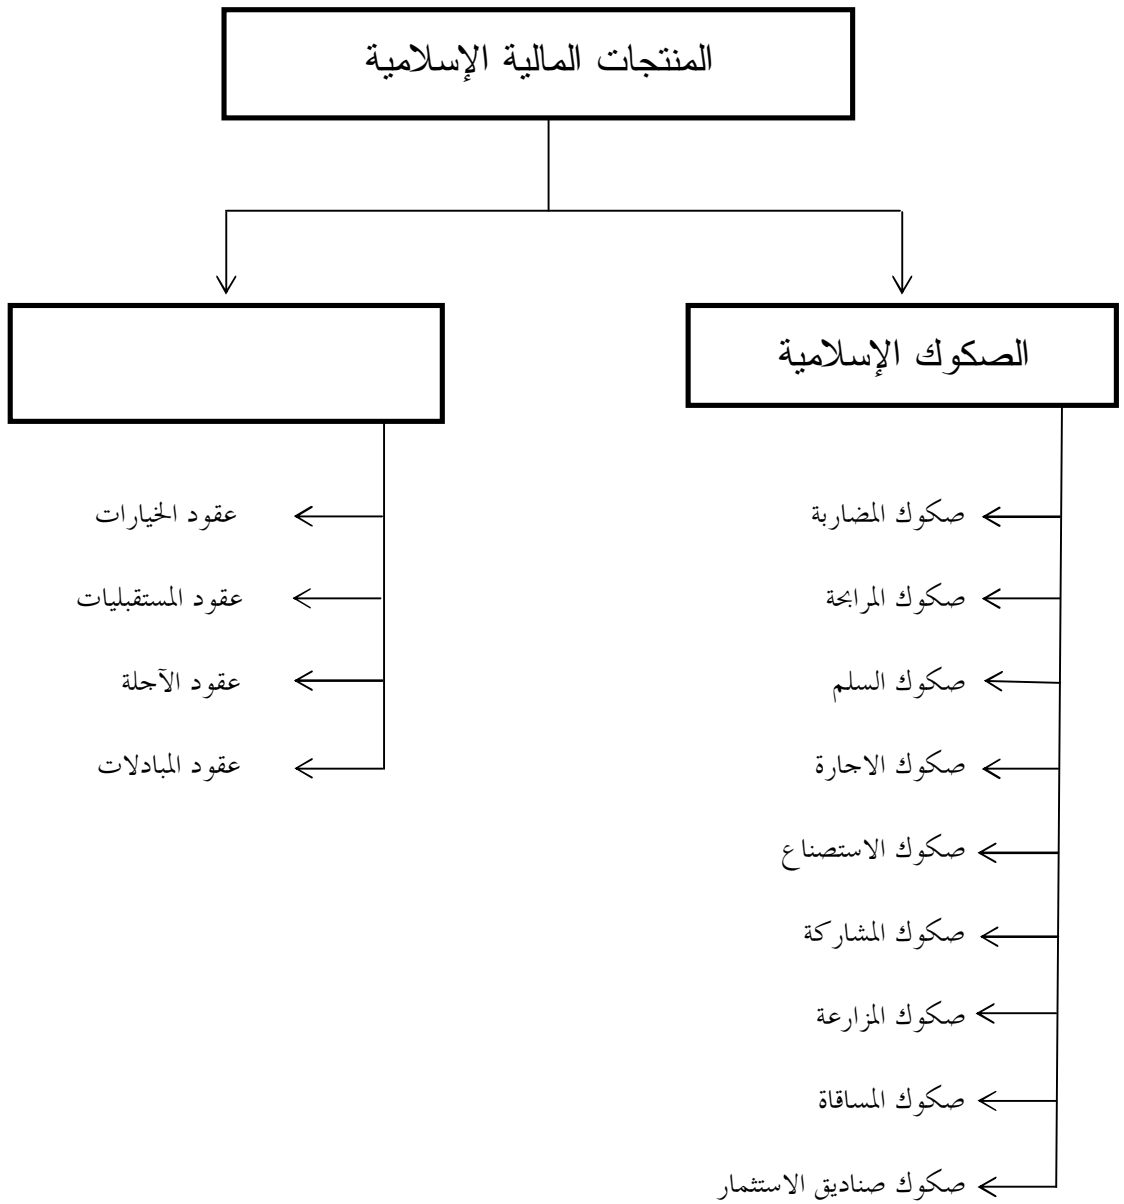 المنتجات المالية الإسلامية
الصكوك الإسلامية
صكوك المضاربة
صكوك المرابحة
صكوك السلم
صكوك الاجارة
صكوك الاستصناع
صكوك المشاركة
صكوك المزارعة
صكوك المساقاة
صكوك صناديق الاستثمار
عقود الخيارات
عقود المستقبليات
عقود الآجلة
عقود المبادلات